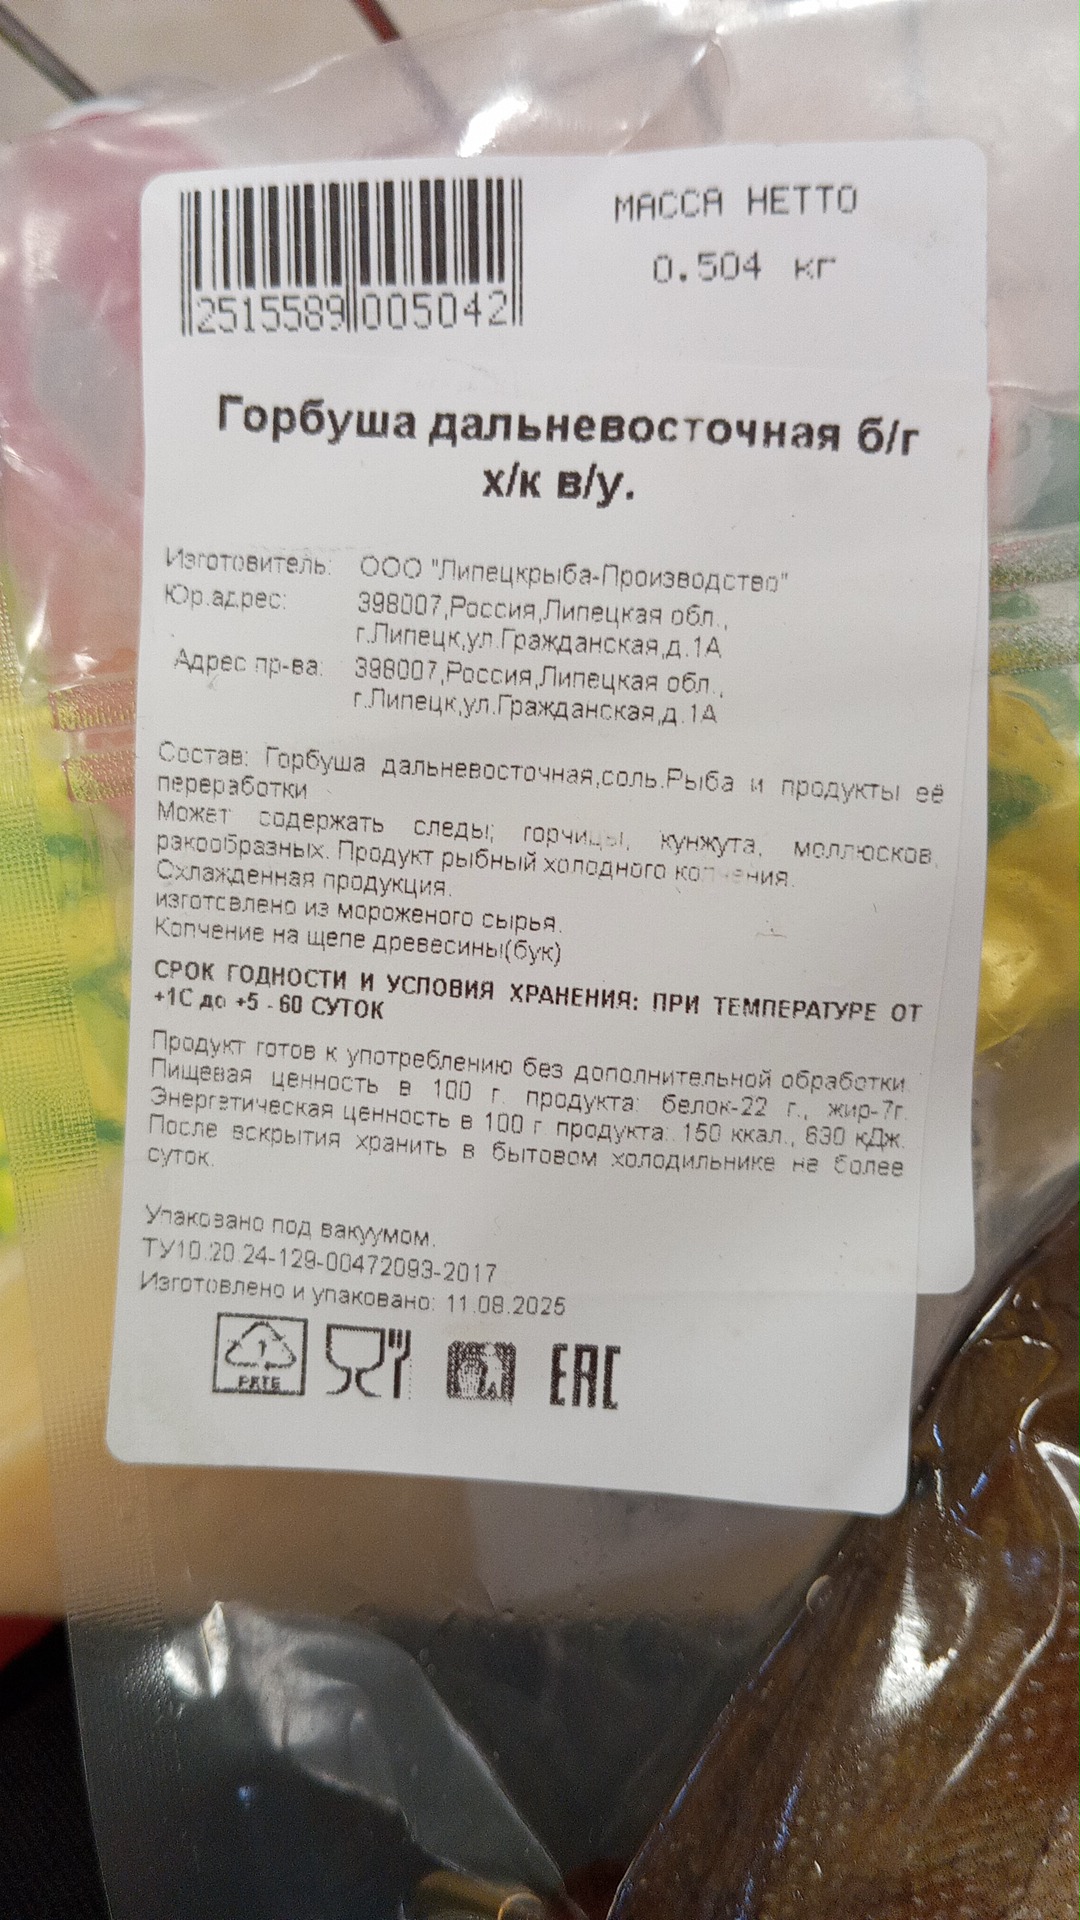 МАССА НЕТТО
0.504 кг
2515589 005042
Горбуша дальневосточная б/г
х/к в/у.
Изготовитель: ООО "Липецкрыба-Производство"
Юр.адрес: 398007,Россия,Липецкая обл.,
г.Липецк,ул.Гражданская,д.1А
Адрес пр-ва: 398007,Россия,Липецкая обл.,
г.Липецк,ул.Гражданская,д.1А
Состав: Горбуша дальневосточная,соль.Рыба и продукты её
переработки
Может содержать следы; горчицы, кунжута, моллюсков,
ракообразных. Продукт рыбный холодного копчения.
Охлажденная продукция.
изготовлено из мороженого сырья.
Копчение на щепе древесины(бук)
СРОК ГОДНОСТИ И УСЛОВИЯ ХРАНЕНИЯ: ПРИ ТЕМПЕРАТУРЕ ОТ
+1С до +5 - 60 СУТОК
Продукт готов к употреблению без дополнительной обработки.
Пищевая ценность в 100 г. продукта: белок-22 г., жир-7г.
Энергетическая ценность в 100 г продукта: 150 ккал., 630 кДж.
После вскрытия хранить в бытовом холодильнике не более
суток.
Упаковано под вакуумом.
ТУ10.20.24-129-00472093-2017
Изготовлено и упаковано: 11.08.2025
1
EAC